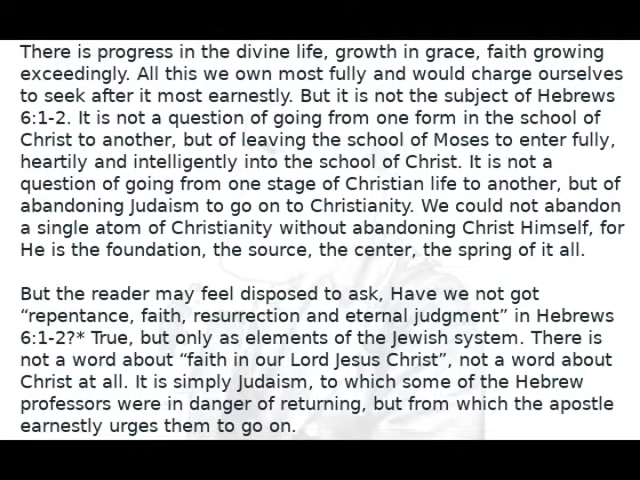 There is progress in the divine life, growth in grace, faith growing
exceedingly. All this we own most fully and would charge ourselves
to seek after it most earnestly. But it is not the subject of Hebrews
6:1-2. It is not a question of going from one form in the school of
Christ to another, but of leaving the school of Moses to enter fully,
heartily and intelligently into the school of Christ. It is not a
question of going from one stage of Christian life to another, but of
abandoning Judaism to go on to Christianity. We could not abandon
a single atom of Christianity without abandoning Christ Himself, for
He is the foundation, the source, the center, the spring of it all.
But the reader may feel disposed to ask, Have we not got
“repentance, faith, resurrection and eternal judgment” in Hebrews
6:1-2?* True, but only as elements of the Jewish system. There is
not a word about “faith in our Lord Jesus Christ”, not a word about
Christ at all. It is simply Judaism, to which some of the Hebrew
professors were in danger of returning, but from which the apostle
earnestly urges them to go on.